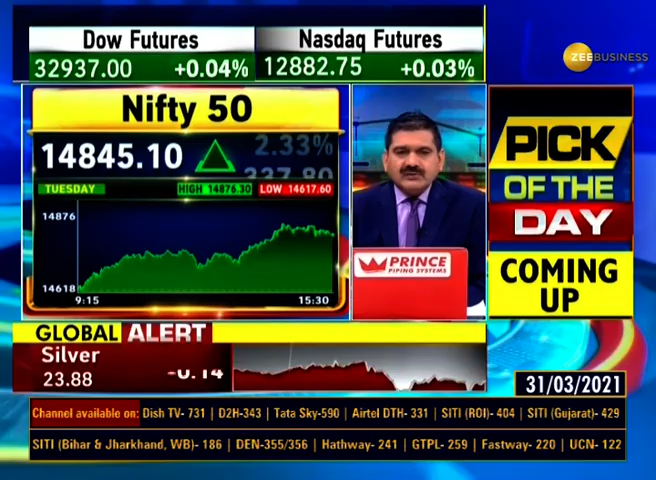 Dow Futures
32937.00 +0.04%
Nasdaq Futures
12882.75 +0.03%
ZEEBUSINESS
Nifty 50
14845.10
2.33%
TUESDAY HIGH 14876.30 LOW 14617.60
14876
14618
9:15 15:30
PRINCE
PIPING SYSTEMS
PICK
OF THE
DAY
COMING
UP
GLOBAL ALERT
Silver
23.88 -0.14
31/03/2021
Channel available on: Dish TV- 731 | D2H-343 | Tata Sky-590 | Airtel DTH- 331 | SITI (ROI)- 404 | SITI (Gujarat)- 429
SITI (Bihar & Jharkhand, WB)- 186 | DEN-355/356 | Hathway- 241 | GTPL- 259 | Fastway- 220 | UCN- 122